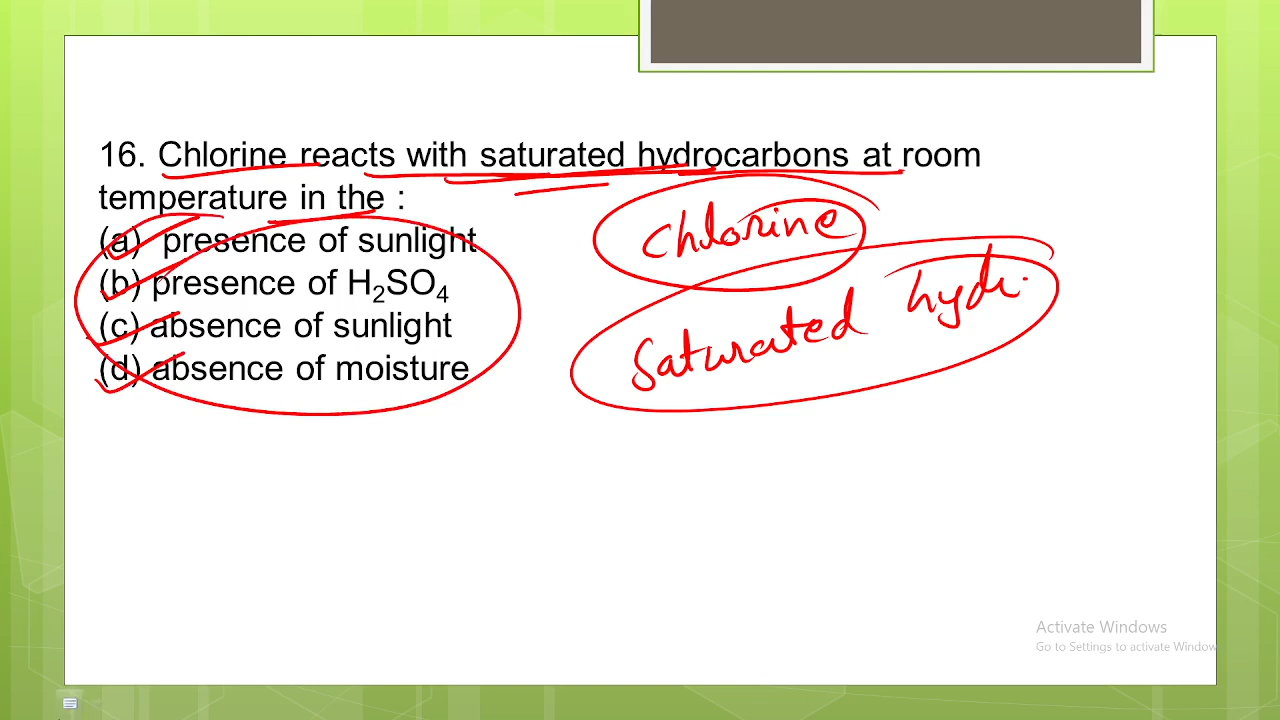 16. Chlorine reacts with saturated hydrocarbons at room
temperature in the :
(a) presence of sunlight
(b) presence of H₂SO₄
(c) absence of sunlight
(d) absence of moisture
chlorine
saturated hydr.
Activate Windows
Go to Settings to activate Windows